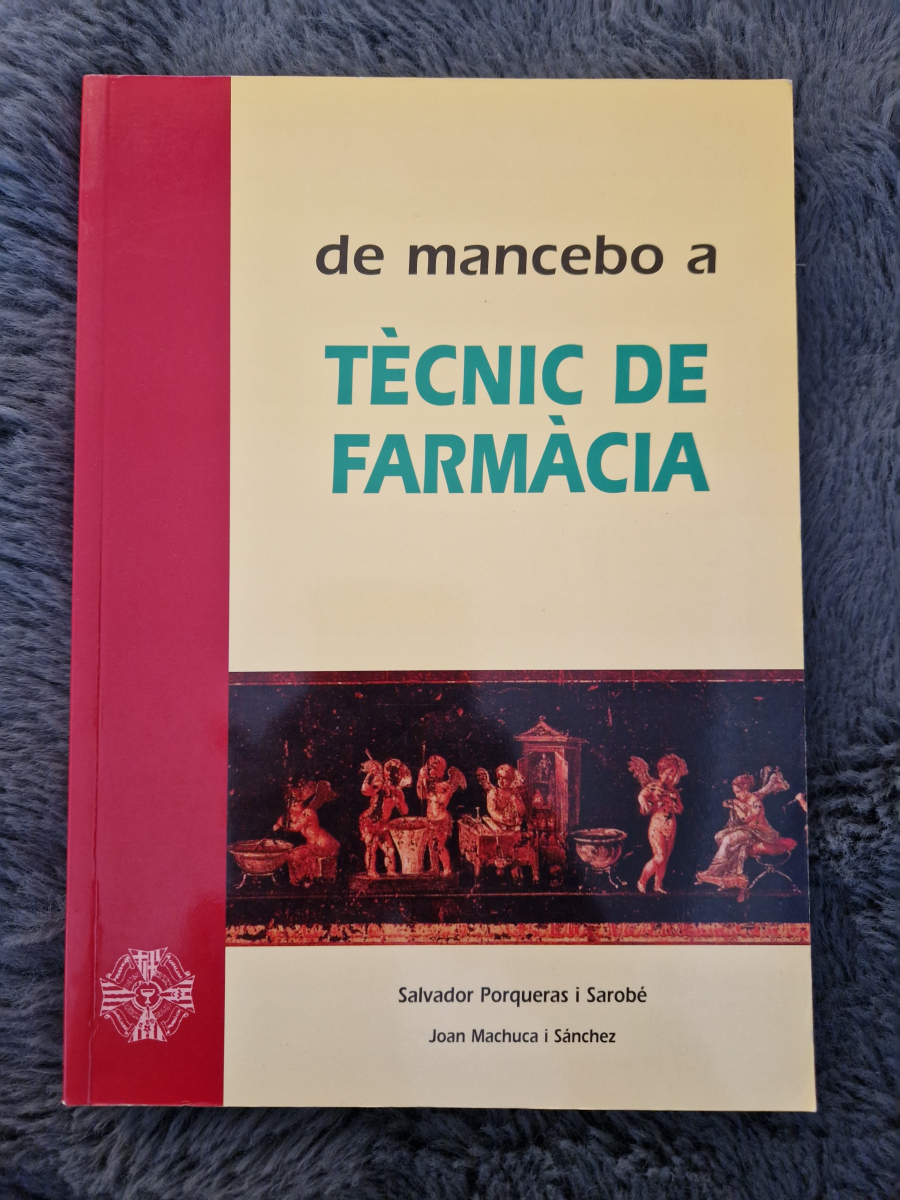 de mancebo a
TÈCNIC DE
FARMÀCIA
Salvador Porqueras i Sarobé
Joan Machuca i Sánchez